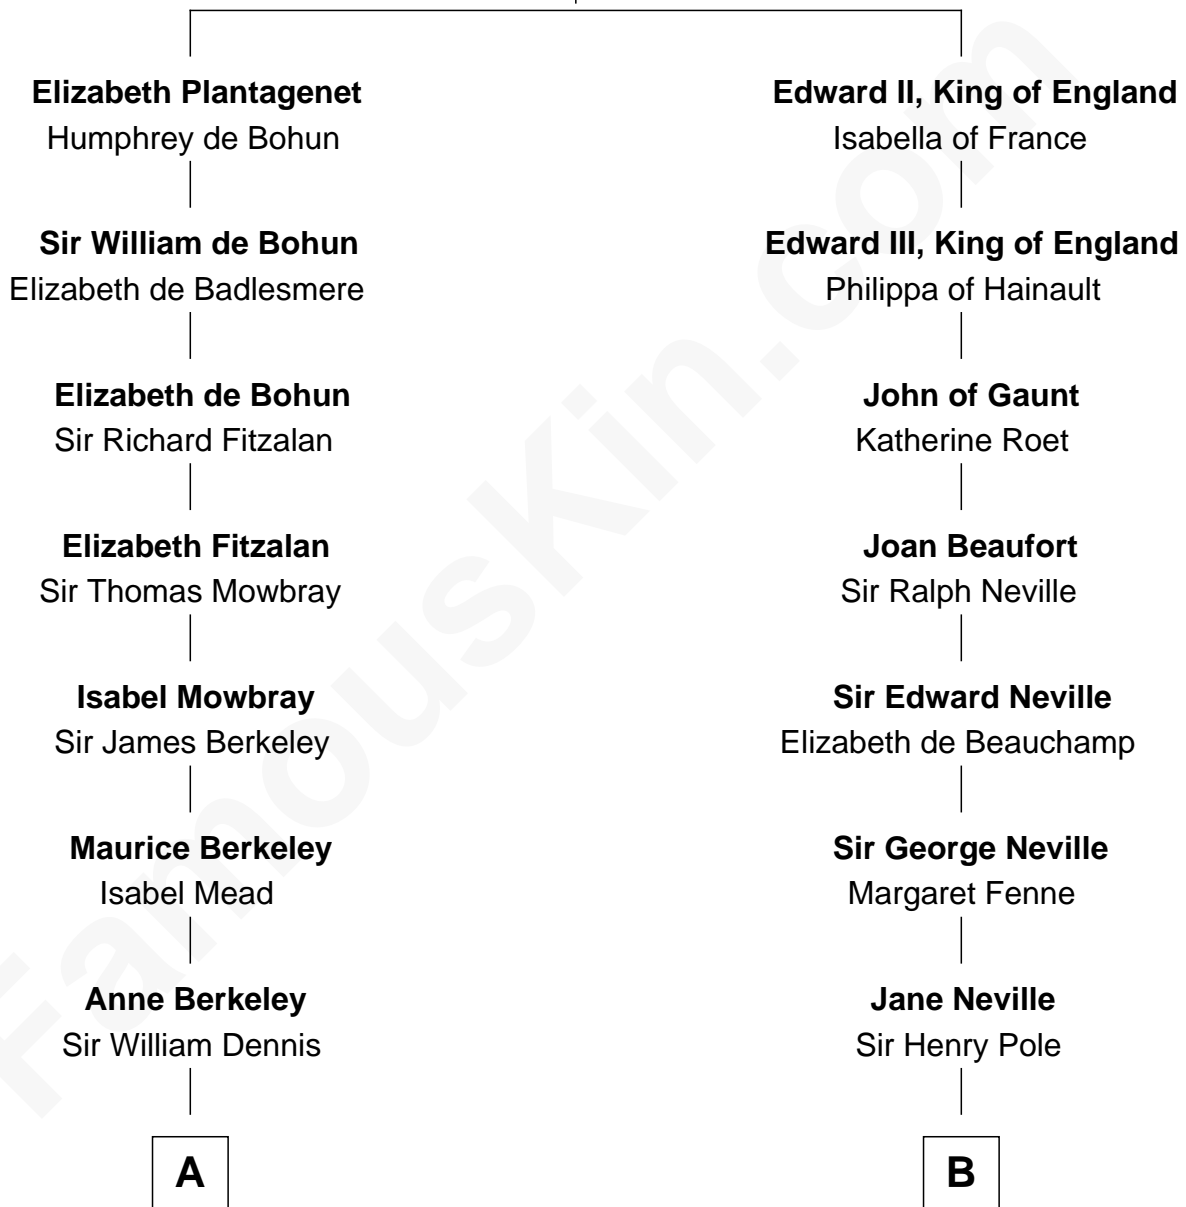 Elizabeth Plantagenet
Humphrey de Bohun
Sir William de Bohun
Elizabeth de Badlesmere
Elizabeth de Bohun
Sir Richard Fitzalan
Elizabeth Fitzalan
Sir Thomas Mowbray
Isabel Mowbray
Sir James Berkeley
Maurice Berkeley
Isabel Mead
Anne Berkeley
Sir William Dennis
A
Edward II, King of England
Isabella of France
Edward III, King of England
Philippa of Hainault
John of Gaunt
Katherine Roet
Joan Beaufort
Sir Ralph Neville
Sir Edward Neville
Elizabeth de Beauchamp
Sir George Neville
Margaret Fenne
Jane Neville
Sir Henry Pole
B
FamousKin.com